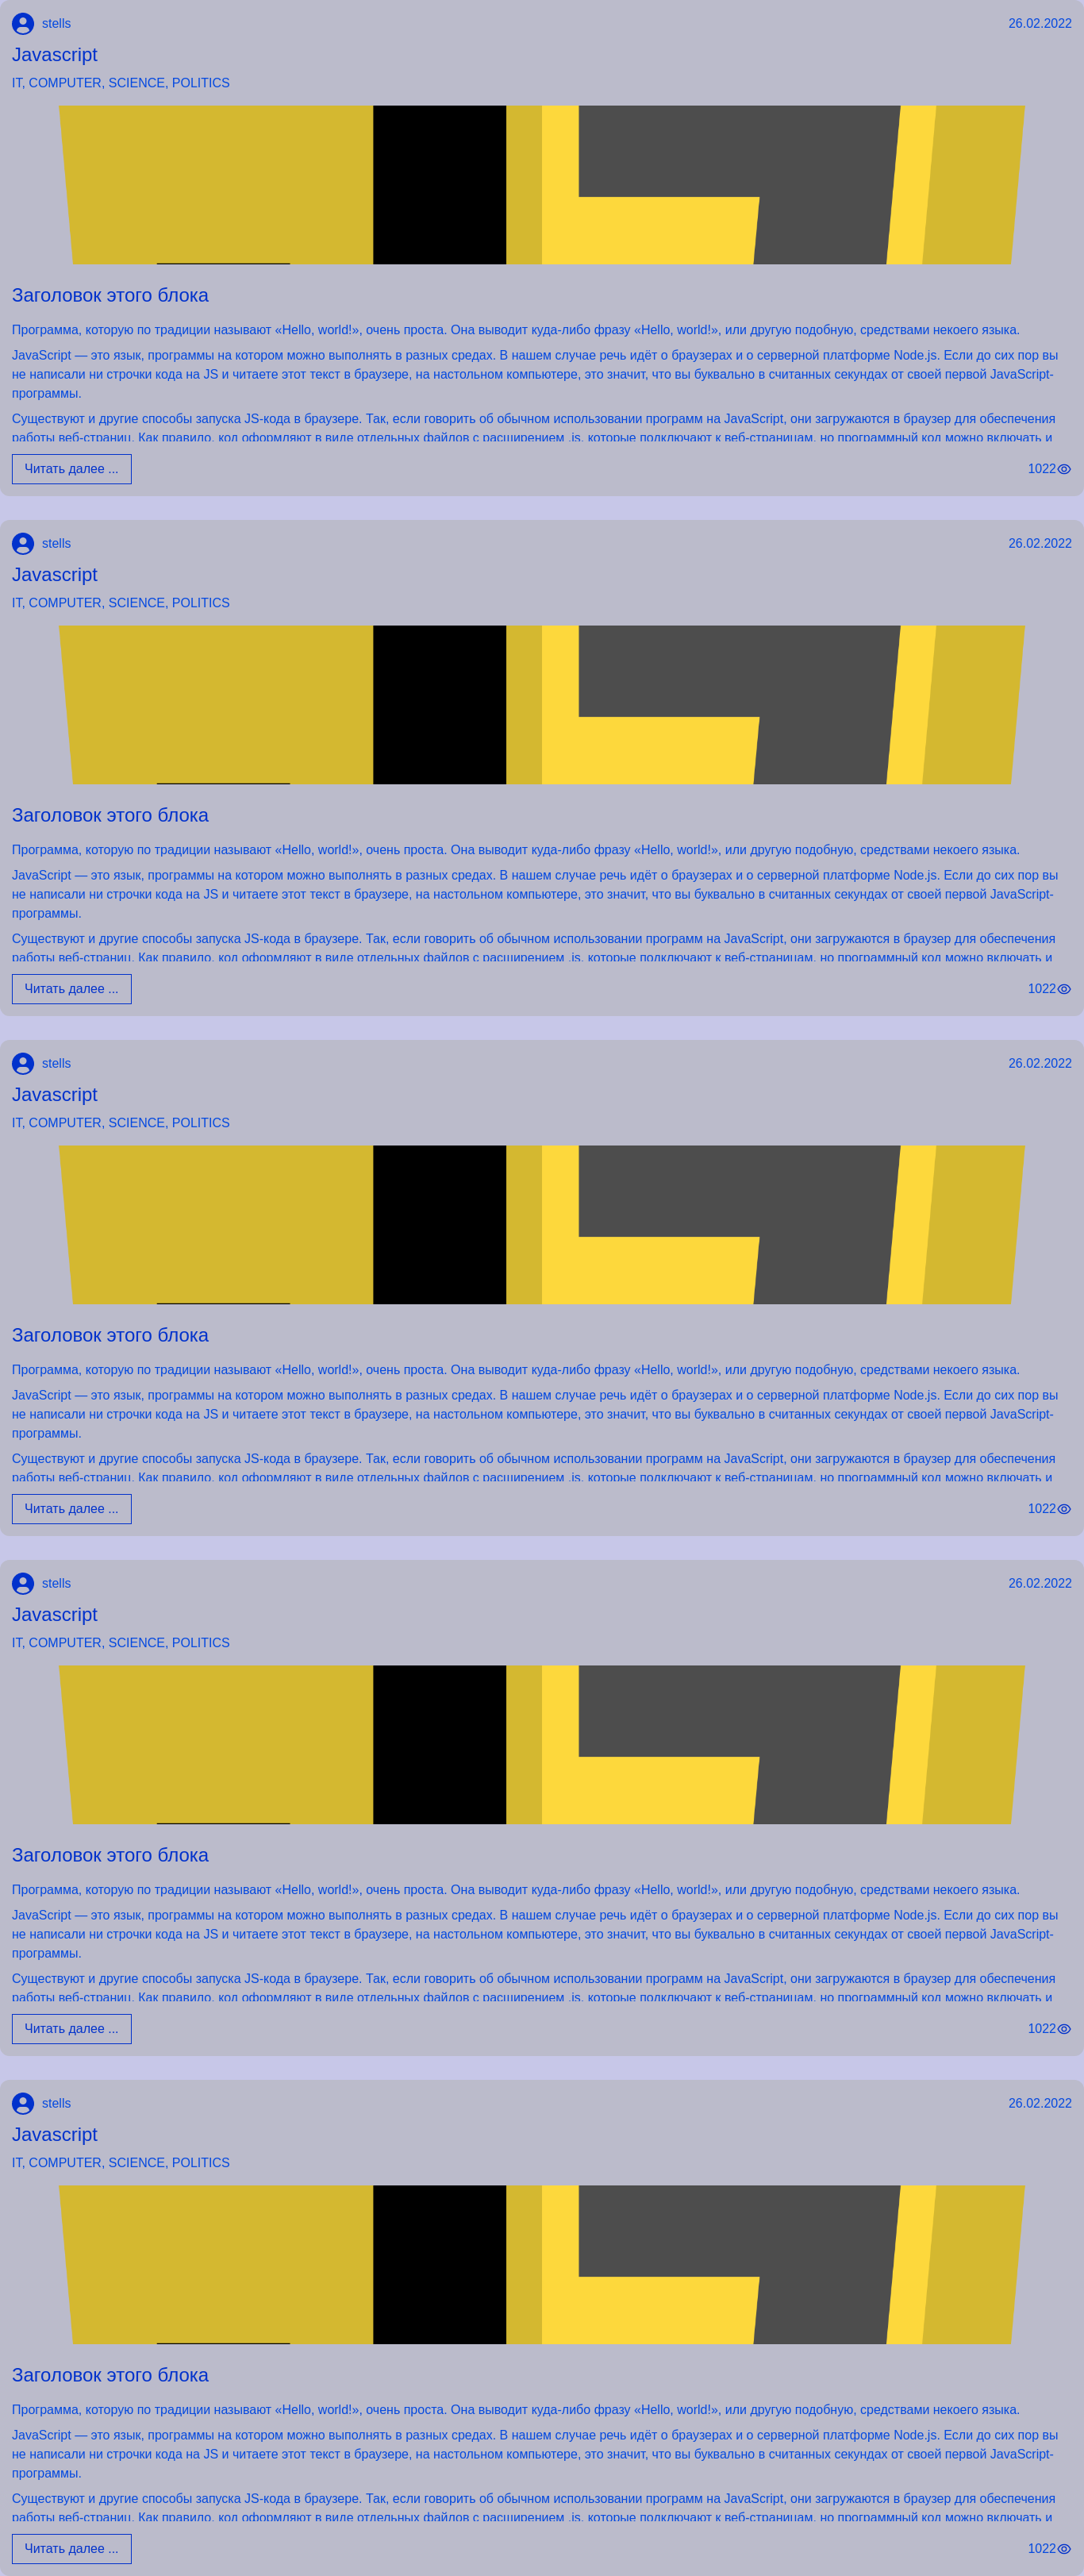 stells 26.02.2022
Javascript
IT, COMPUTER, SCIENCE, POLITICS
Заголовок этого блока
Программа, которую по традиции называют «Hello, world!», очень проста. Она выводит куда-либо фразу «Hello, world!», или другую подобную, средствами некоего языка.
JavaScript — это язык, программы на котором можно выполнять в разных средах. В нашем случае речь идёт о браузерах и о серверной платформе Node.js. Если до сих пор вы
не написали ни строчки кода на JS и читаете этот текст в браузере, на настольном компьютере, это значит, что вы буквально в считанных секундах от своей первой JavaScript-
программы.
Существуют и другие способы запуска JS-кода в браузере. Так, если говорить об обычном использовании программ на JavaScript, они загружаются в браузер для обеспечения
работы веб-страниц. Как правило, код оформляют в виде отдельных файлов с расширением .js, которые подключают к веб-страницам, но программный код можно включать и
Читать далее ... 1022
stells 26.02.2022
Javascript
IT, COMPUTER, SCIENCE, POLITICS
Заголовок этого блока
Программа, которую по традиции называют «Hello, world!», очень проста. Она выводит куда-либо фразу «Hello, world!», или другую подобную, средствами некоего языка.
JavaScript — это язык, программы на котором можно выполнять в разных средах. В нашем случае речь идёт о браузерах и о серверной платформе Node.js. Если до сих пор вы
не написали ни строчки кода на JS и читаете этот текст в браузере, на настольном компьютере, это значит, что вы буквально в считанных секундах от своей первой JavaScript-
программы.
Существуют и другие способы запуска JS-кода в браузере. Так, если говорить об обычном использовании программ на JavaScript, они загружаются в браузер для обеспечения
работы веб-страниц. Как правило, код оформляют в виде отдельных файлов с расширением .js, которые подключают к веб-страницам, но программный код можно включать и
Читать далее ... 1022
stells 26.02.2022
Javascript
IT, COMPUTER, SCIENCE, POLITICS
Заголовок этого блока
Программа, которую по традиции называют «Hello, world!», очень проста. Она выводит куда-либо фразу «Hello, world!», или другую подобную, средствами некоего языка.
JavaScript — это язык, программы на котором можно выполнять в разных средах. В нашем случае речь идёт о браузерах и о серверной платформе Node.js. Если до сих пор вы
не написали ни строчки кода на JS и читаете этот текст в браузере, на настольном компьютере, это значит, что вы буквально в считанных секундах от своей первой JavaScript-
программы.
Существуют и другие способы запуска JS-кода в браузере. Так, если говорить об обычном использовании программ на JavaScript, они загружаются в браузер для обеспечения
работы веб-страниц. Как правило, код оформляют в виде отдельных файлов с расширением .js, которые подключают к веб-страницам, но программный код можно включать и
Читать далее ... 1022
stells 26.02.2022
Javascript
IT, COMPUTER, SCIENCE, POLITICS
Заголовок этого блока
Программа, которую по традиции называют «Hello, world!», очень проста. Она выводит куда-либо фразу «Hello, world!», или другую подобную, средствами некоего языка.
JavaScript — это язык, программы на котором можно выполнять в разных средах. В нашем случае речь идёт о браузерах и о серверной платформе Node.js. Если до сих пор вы
не написали ни строчки кода на JS и читаете этот текст в браузере, на настольном компьютере, это значит, что вы буквально в считанных секундах от своей первой JavaScript-
программы.
Существуют и другие способы запуска JS-кода в браузере. Так, если говорить об обычном использовании программ на JavaScript, они загружаются в браузер для обеспечения
работы веб-страниц. Как правило, код оформляют в виде отдельных файлов с расширением .js, которые подключают к веб-страницам, но программный код можно включать и
Читать далее ... 1022
stells 26.02.2022
Javascript
IT, COMPUTER, SCIENCE, POLITICS
Заголовок этого блока
Программа, которую по традиции называют «Hello, world!», очень проста. Она выводит куда-либо фразу «Hello, world!», или другую подобную, средствами некоего языка.
JavaScript — это язык, программы на котором можно выполнять в разных средах. В нашем случае речь идёт о браузерах и о серверной платформе Node.js. Если до сих пор вы
не написали ни строчки кода на JS и читаете этот текст в браузере, на настольном компьютере, это значит, что вы буквально в считанных секундах от своей первой JavaScript-
программы.
Существуют и другие способы запуска JS-кода в браузере. Так, если говорить об обычном использовании программ на JavaScript, они загружаются в браузер для обеспечения
работы веб-страниц. Как правило, код оформляют в виде отдельных файлов с расширением .js, которые подключают к веб-страницам, но программный код можно включать и
Читать далее ... 1022